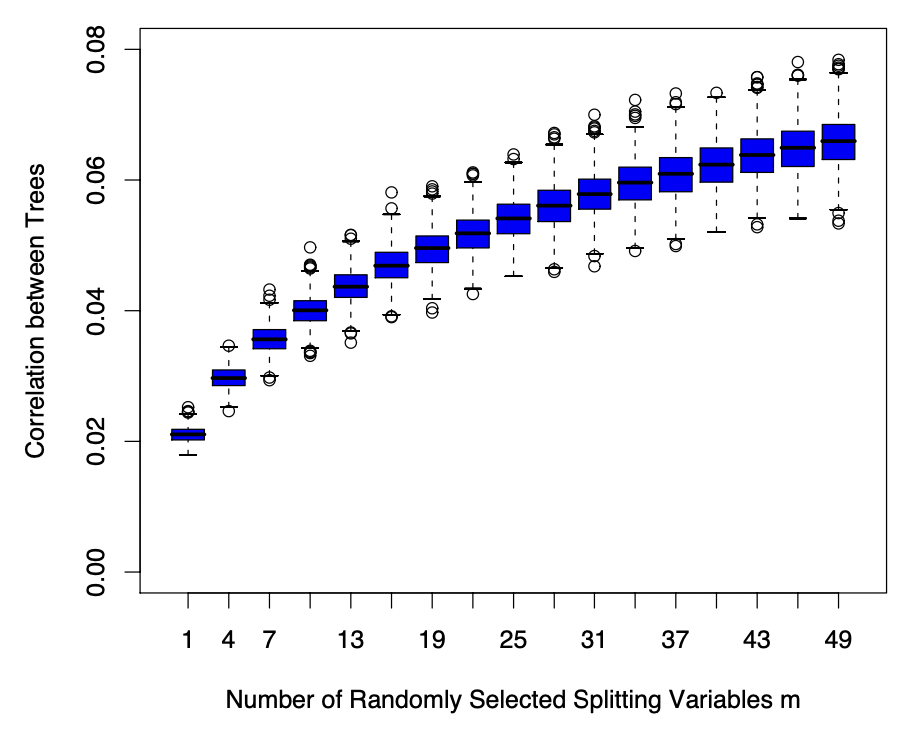 Correlation between Trees
0.08
0.06
0.04
0.02
0.00
1 4 7 13 19 25 31 37 43 49
Number of Randomly Selected Splitting Variables m